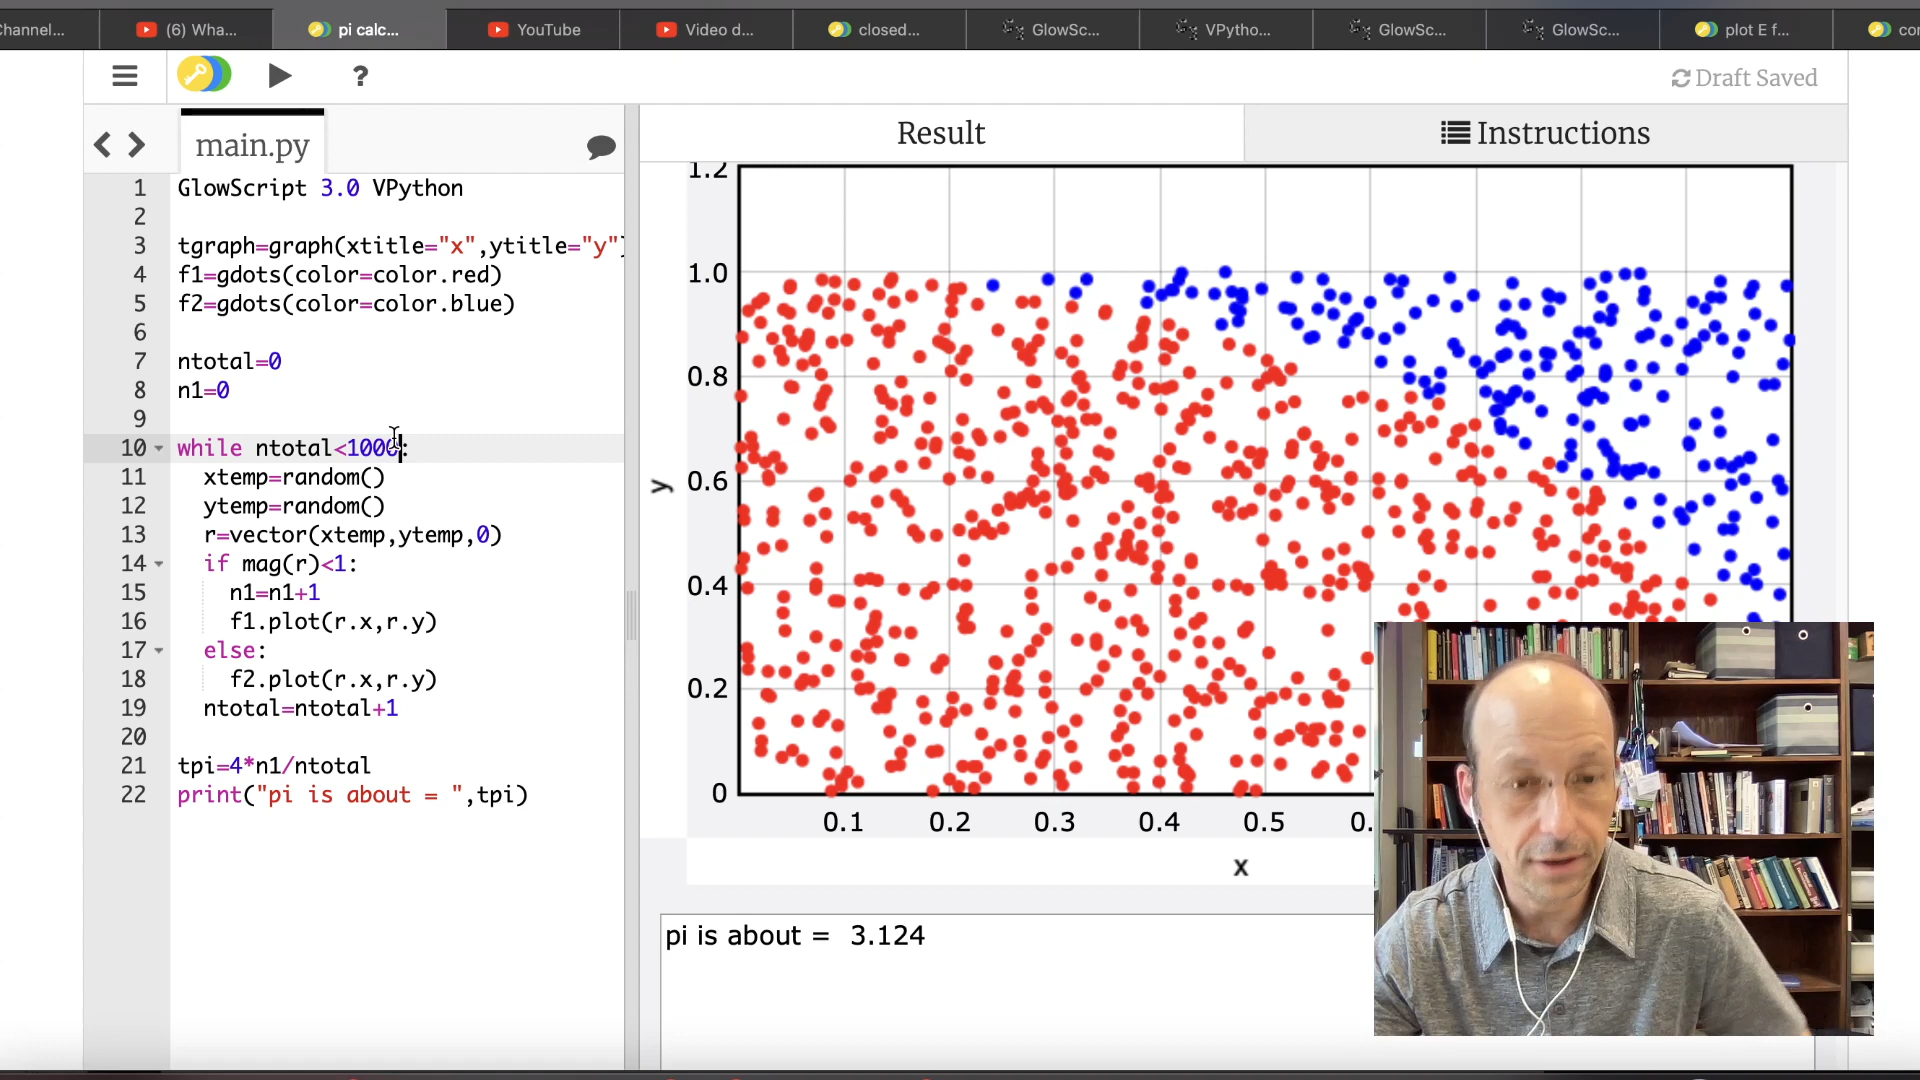 hannel...
(6) Wha...
pi calc...
YouTube
Video d...
closed...
GlowSc...
VPytho...
GlowSc...
GlowSc...
plot E f...
cor
?
Draft Saved
main.py
Result
Instructions
1 GlowScript 3.0 VPython
2
3 tgraph=graph(xtitle="x",ytitle="y")
4 f1=gdots(color=color.red)
5 f2=gdots(color=color.blue)
6
7 ntotal=0
8 n1=0
9
10 while ntotal<1000:
11 xtemp=random()
12 ytemp=random()
13 r=vector(xtemp,ytemp,0)
14 if mag(r)<1:
15 n1=n1+1
16 f1.plot(r.x,r.y)
17 else:
18 f2.plot(r.x,r.y)
19 ntotal=ntotal+1
20
21 tpi=4*n1/ntotal
22 print("pi is about = ",tpi)
1.2
1.0
0.8
0.6
0.4
0.2
0
y
0.1 0.2 0.3 0.4 0.5 0.
x
pi is about = 3.124